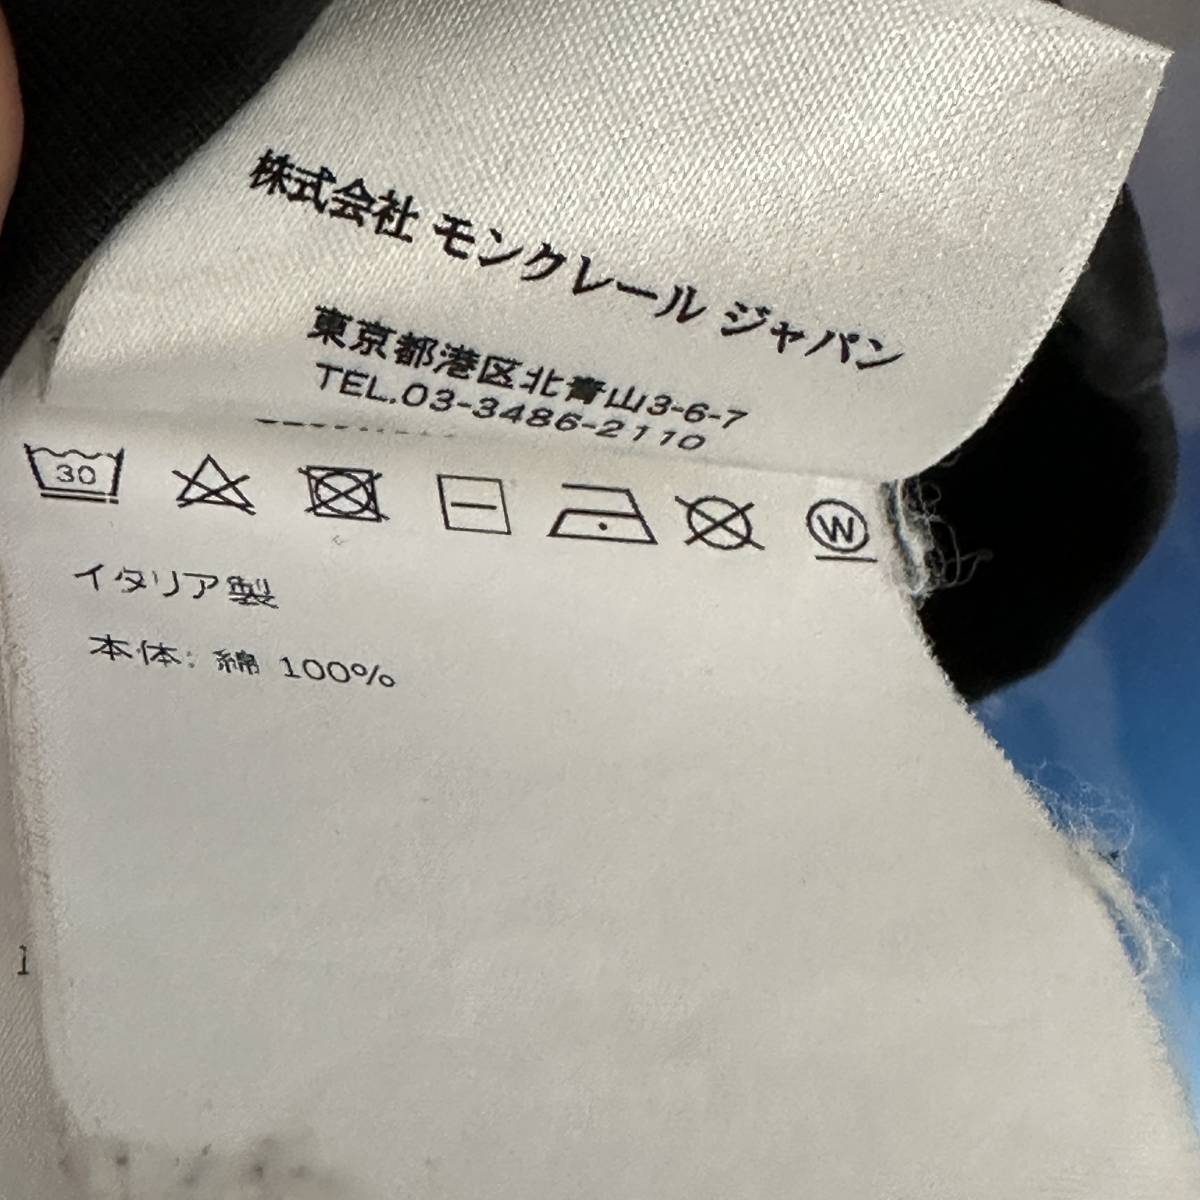 株式会社 モンクレール ジャパン
東京都港区北青山3-6-7
TEL.03-3486-2110
30
W
イタリア製
本体: 綿 100%
1